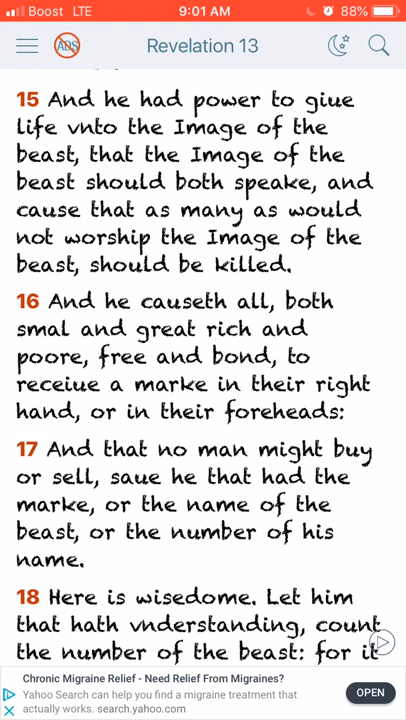 Boost LTE 9:01 AM 88%
ADS Revelation 13
15 And he had power to giue
life vnto the Image of the
beast, that the Image of the
beast should both speake, and
cause that as many as would
not worship the Image of the
beast, should be killed.
16 And he causeth all, both
smal and great rich and
poore, free and bond, to
receiue a marke in their right
hand, or in their foreheads:
17 And that no man might buy
or sell, saue he that had the
marke, or the name of the
beast, or the number of his
name.
18 Here is wisedome. Let him
that hath vnderstanding, count
the number of the beast: for it
Chronic Migraine Relief - Need Relief From Migraines?
Yahoo Search can help you find a migraine treatment that
actually works. search.yahoo.com
OPEN